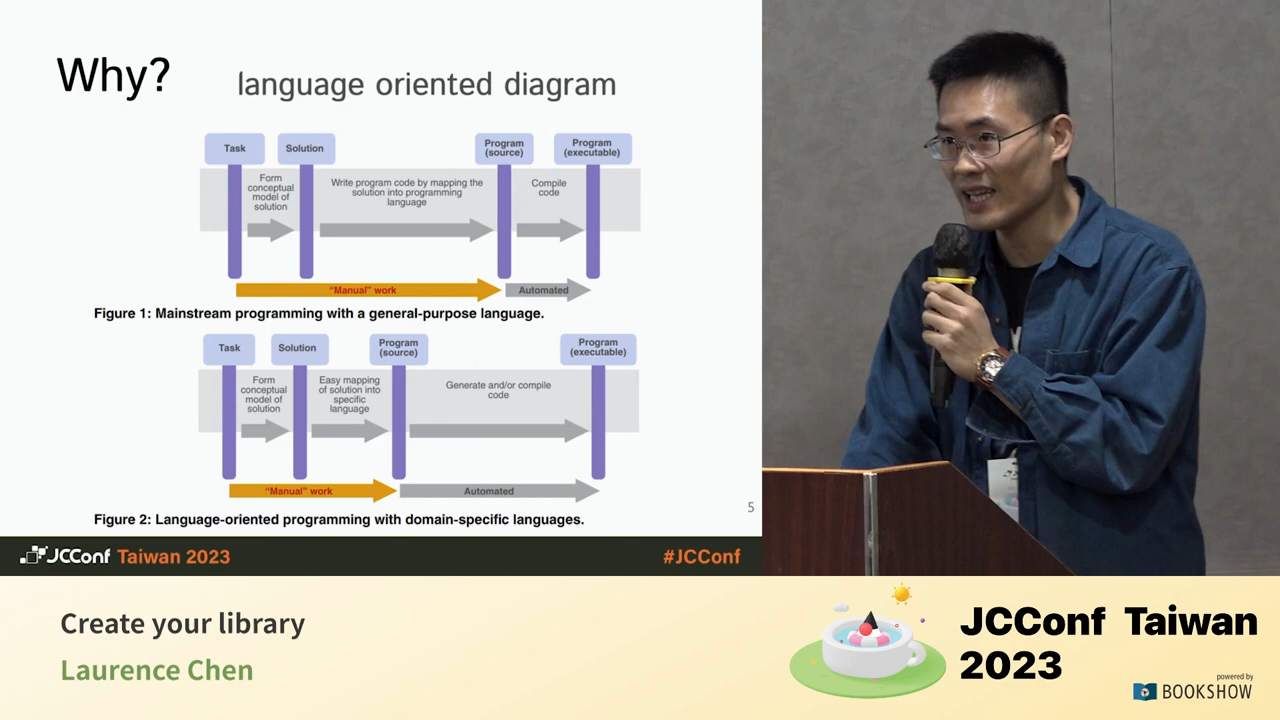 Why?
language oriented diagram
Task
Solution
Program
(source)
Program
(executable)
Form
conceptual
model of
solution
Write program code by mapping the
solution into programming
language
Compile
code
“Manual” work
Automated
Figure 1: Mainstream programming with a general-purpose language.
Task
Solution
Program
(source)
Program
(executable)
Form
conceptual
model of
solution
Easy mapping
of solution into
specific
language
Generate and/or compile
code
“Manual” work
Automated
Figure 2: Language-oriented programming with domain-specific languages.
5
JCConf Taiwan 2023
#JCConf
Create your library
Laurence Chen
JCConf Taiwan
2023
powered by
BOOKSHOW